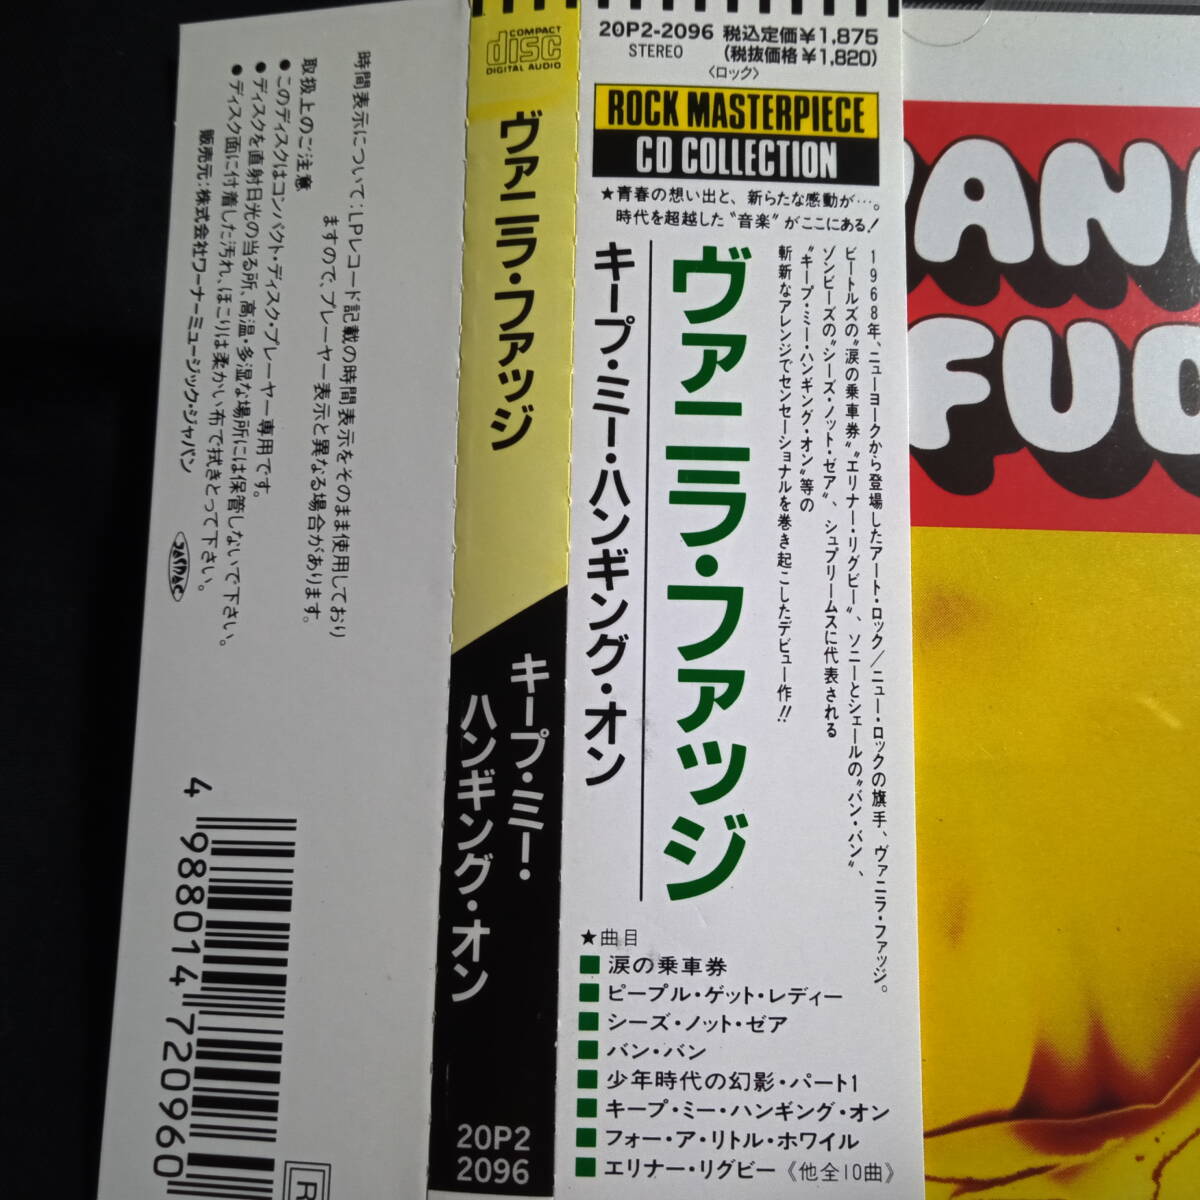 時間表示について:LPレコード記載の時間表示をそのまま使用しており
ますので、プレーヤー表示と異なる場合があります。
取扱上のご注意
●このディスクはコンパクト・ディスク・プレーヤー専用です。
●ディスクを直射日光の当る所、高温・多湿な場所には保管しないで下さい。
●ディスク面に付着した汚れ、ほこりは柔かい布で拭きとって下さい。
販売元:株式会社ワーナーミュージック・ジャパン
JASRAC
4 988014 720960
R
COMPACT
disc
DIGITAL AUDIO
ヴァニラ・ファッジ
キープ・ミー・
ハンギング・オン
20P2
2096
20P2-2096 税込定価¥1,875
STEREO (税抜価格¥1,820)
〈ロック〉
ROCK MASTERPIECE
CD COLLECTION
★青春の想い出と、新らたな感動が…。
時代を超越した“音楽”がここにある!
1968年、ニューヨークから登場したアート・ロック/ニュー・ロックの旗手、ヴァニラ・ファッジ。
ビートルズの“涙の乗車券”“エリナー・リグビー”、ソニーとシェールの“バン・バン”、
ゾンビーズの“シーズ・ノット・ゼア”、シュプリームスに代表される
“キープ・ミー・ハンギング・オン”等の
斬新なアレンジでセンセーショナルを巻き起こしたデビュー作!!
ヴァニラ・ファッジ
キープ・ミー・ハンギング・オン
★曲目
■涙の乗車券
■ピープル・ゲット・レディー
■シーズ・ノット・ゼア
■バン・バン
■少年時代の幻影・パート1
■キープ・ミー・ハンギング・オン
■フォー・ア・リトル・ホワイル
■エリナー・リグビー《他全10曲》
VAN
FUD